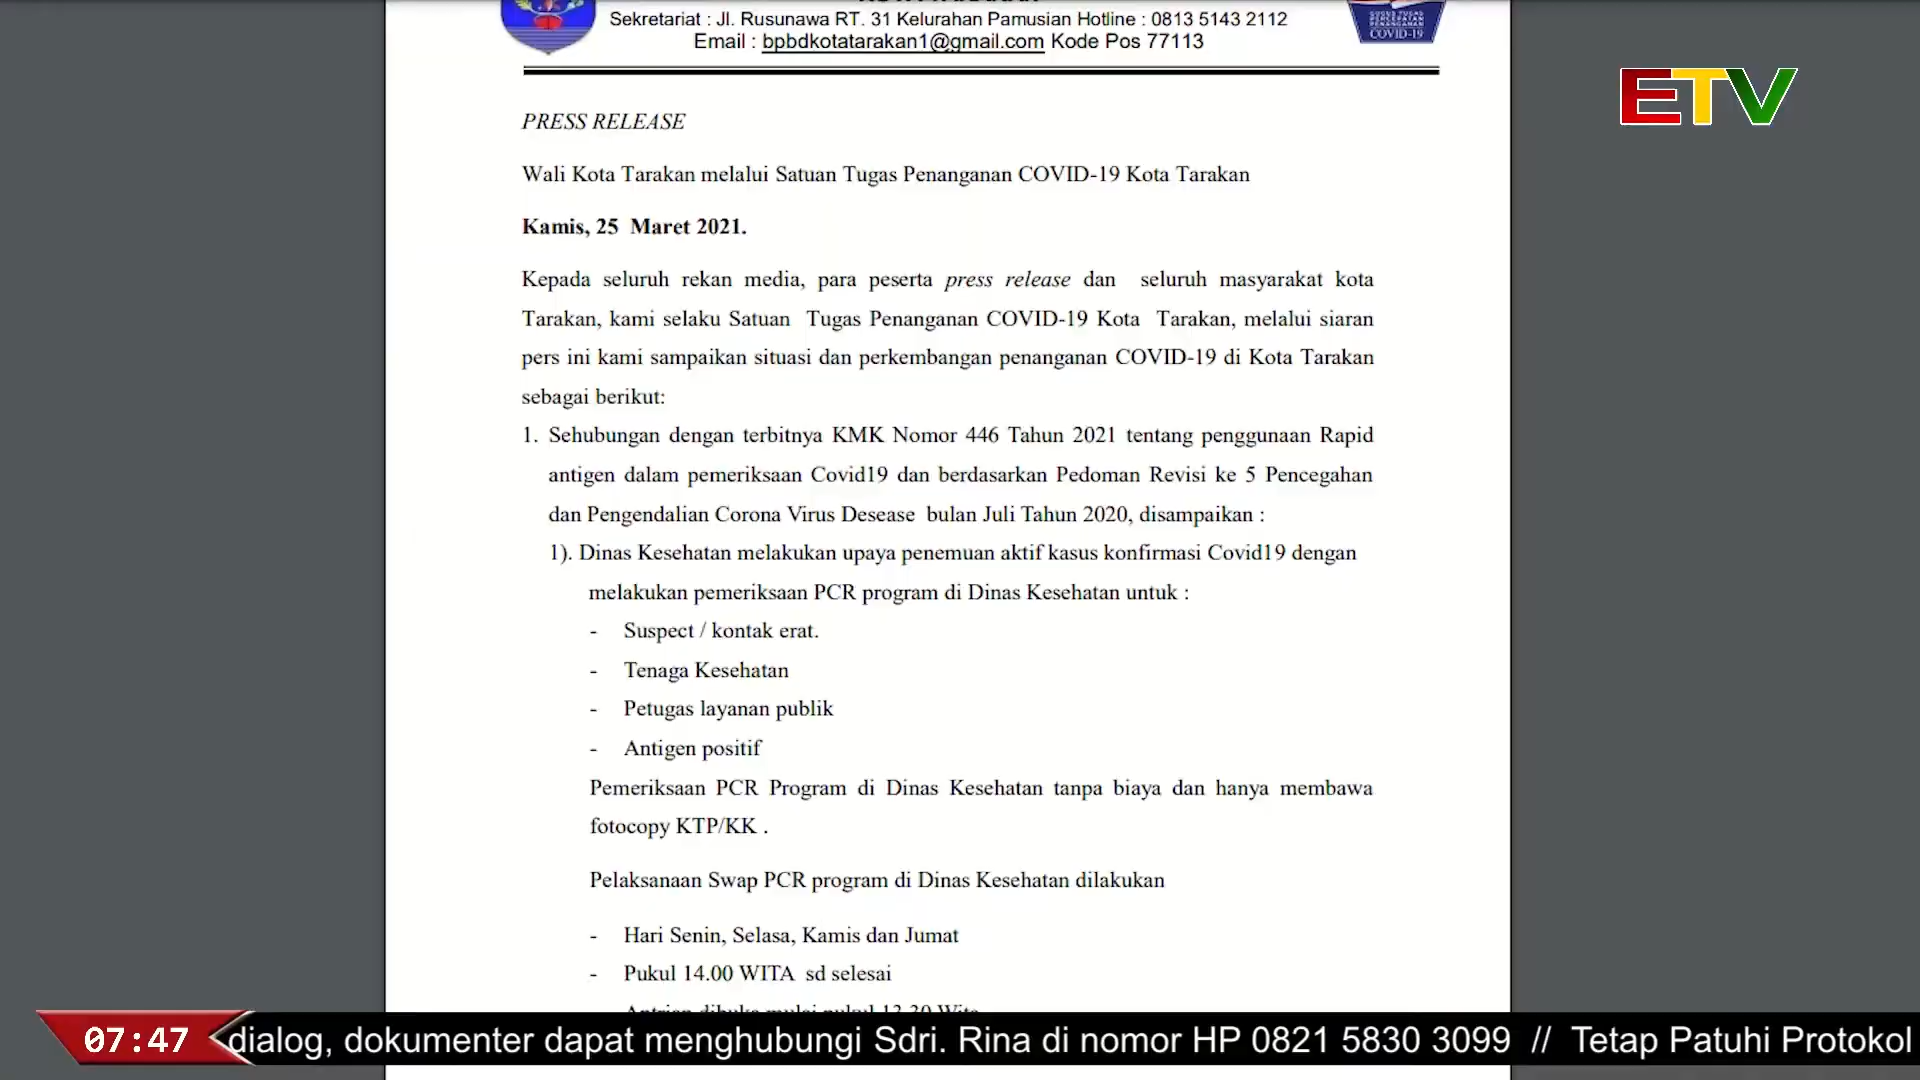 Sekretariat : Jl. Rusunawa RT. 31 Kelurahan Pamusian Hotline : 0813 5143 2112
Email : bpbdkotatarakan1@gmail.com Kode Pos 77113
COVID-19
ETV
PRESS RELEASE
Wali Kota Tarakan melalui Satuan Tugas Penanganan COVID-19 Kota Tarakan
Kamis, 25 Maret 2021.
Kepada seluruh rekan media, para peserta press release dan seluruh masyarakat kota
Tarakan, kami selaku Satuan Tugas Penanganan COVID-19 Kota Tarakan, melalui siaran
pers ini kami sampaikan situasi dan perkembangan penanganan COVID-19 di Kota Tarakan
sebagai berikut:
1. Sehubungan dengan terbitnya KMK Nomor 446 Tahun 2021 tentang penggunaan Rapid
antigen dalam pemeriksaan Covid19 dan berdasarkan Pedoman Revisi ke 5 Pencegahan
dan Pengendalian Corona Virus Desease bulan Juli Tahun 2020, disampaikan :
1). Dinas Kesehatan melakukan upaya penemuan aktif kasus konfirmasi Covid19 dengan
melakukan pemeriksaan PCR program di Dinas Kesehatan untuk :
- Suspect / kontak erat.
- Tenaga Kesehatan
- Petugas layanan publik
- Antigen positif
Pemeriksaan PCR Program di Dinas Kesehatan tanpa biaya dan hanya membawa
fotocopy KTP/KK .
Pelaksanaan Swap PCR program di Dinas Kesehatan dilakukan
- Hari Senin, Selasa, Kamis dan Jumat
- Pukul 14.00 WITA sd selesai
07:47
dialog, dokumenter dapat menghubungi Sdri. Rina di nomor HP 0821 5830 3099 // Tetap Patuhi Protokol